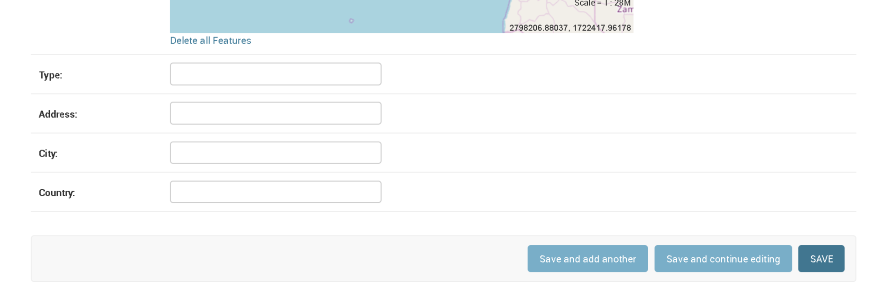 Scale = 1 : 28M
Zam
2798206.88037, 1722417.96178
Delete all Features
Type:
Address:
City:
Country:
Save and add another
Save and continue editing
SAVE